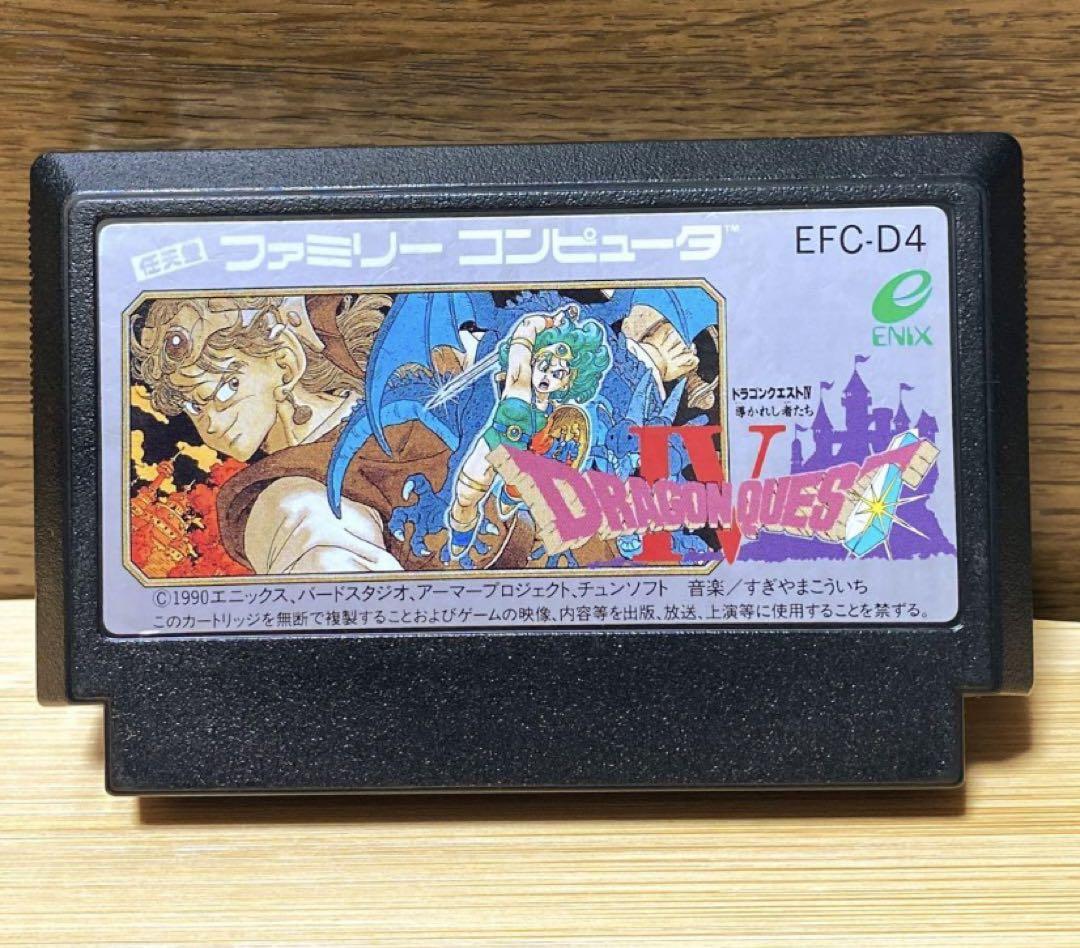 任天堂 ファミリー コンピュータ™
EFC-D4
e
ENIX
ドラゴンクエストIV
導かれし者たち
IV
DRAGON QUEST
©1990エニックス、バードスタジオ、アーマープロジェクト、チュンソフト 音楽/すぎやまこういち
このカートリッジを無断で複製することおよびゲームの映像、内容等を出版、放送、上演等に使用することを禁ずる。